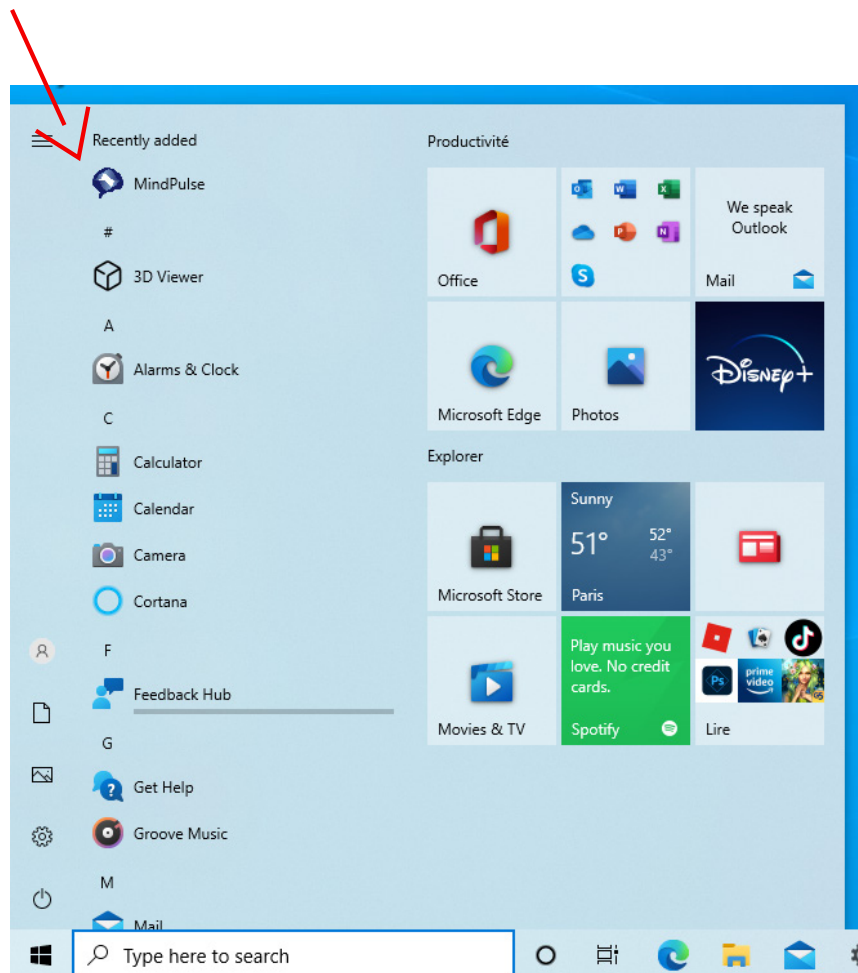 Recently added
MindPulse
#
3D Viewer
A
Alarms & Clock
C
Calculator
Calendar
Camera
Cortana
F
Feedback Hub
G
Get Help
Groove Music
M
Mail
Productivité
Office
We speak
Outlook
Mail
Microsoft Edge
Photos
Disney+
Explorer
Microsoft Store
Sunny
51°
52°
43°
Paris
Movies & TV
Play music you
love. No credit
cards.
Spotify
Ps
prime
video
Lire
Type here to search